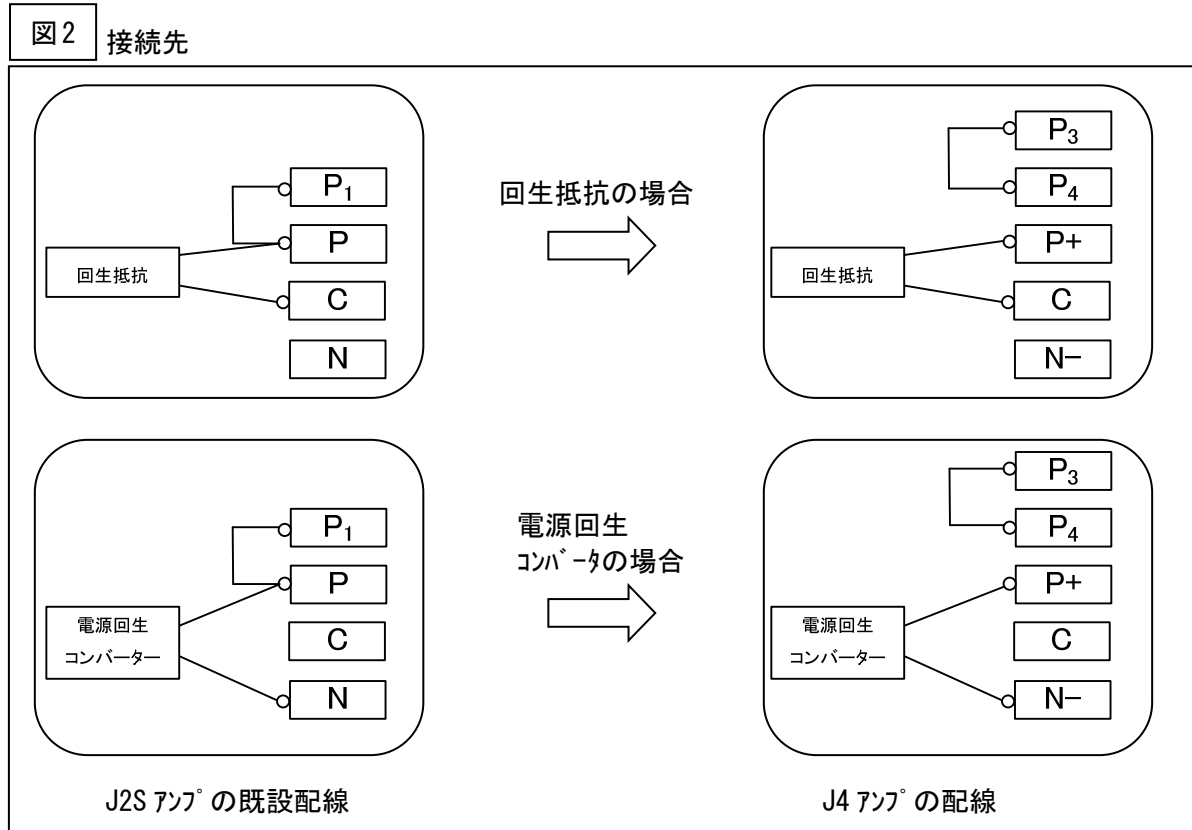 図2 接続先
P₁
P
回生抵抗
C
N
回生抵抗の場合
P₃
P₄
P+
回生抵抗
C
N−
P₁
P
電源回生
コンバーター
C
N
電源回生
ｺﾝﾊﾞｰﾀの場合
P₃
P₄
P+
電源回生
コンバーター
C
N−
J2S ｱﾝﾌﾟの既設配線
J4 ｱﾝﾌﾟの配線